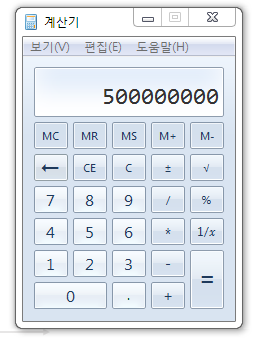 계산기
보기(V) 편집(E) 도움말(H)
500000000
MC MR MS M+ M-
← CE C ± √
7 8 9 / %
4 5 6 * 1/x
1 2 3 - =
0 . +